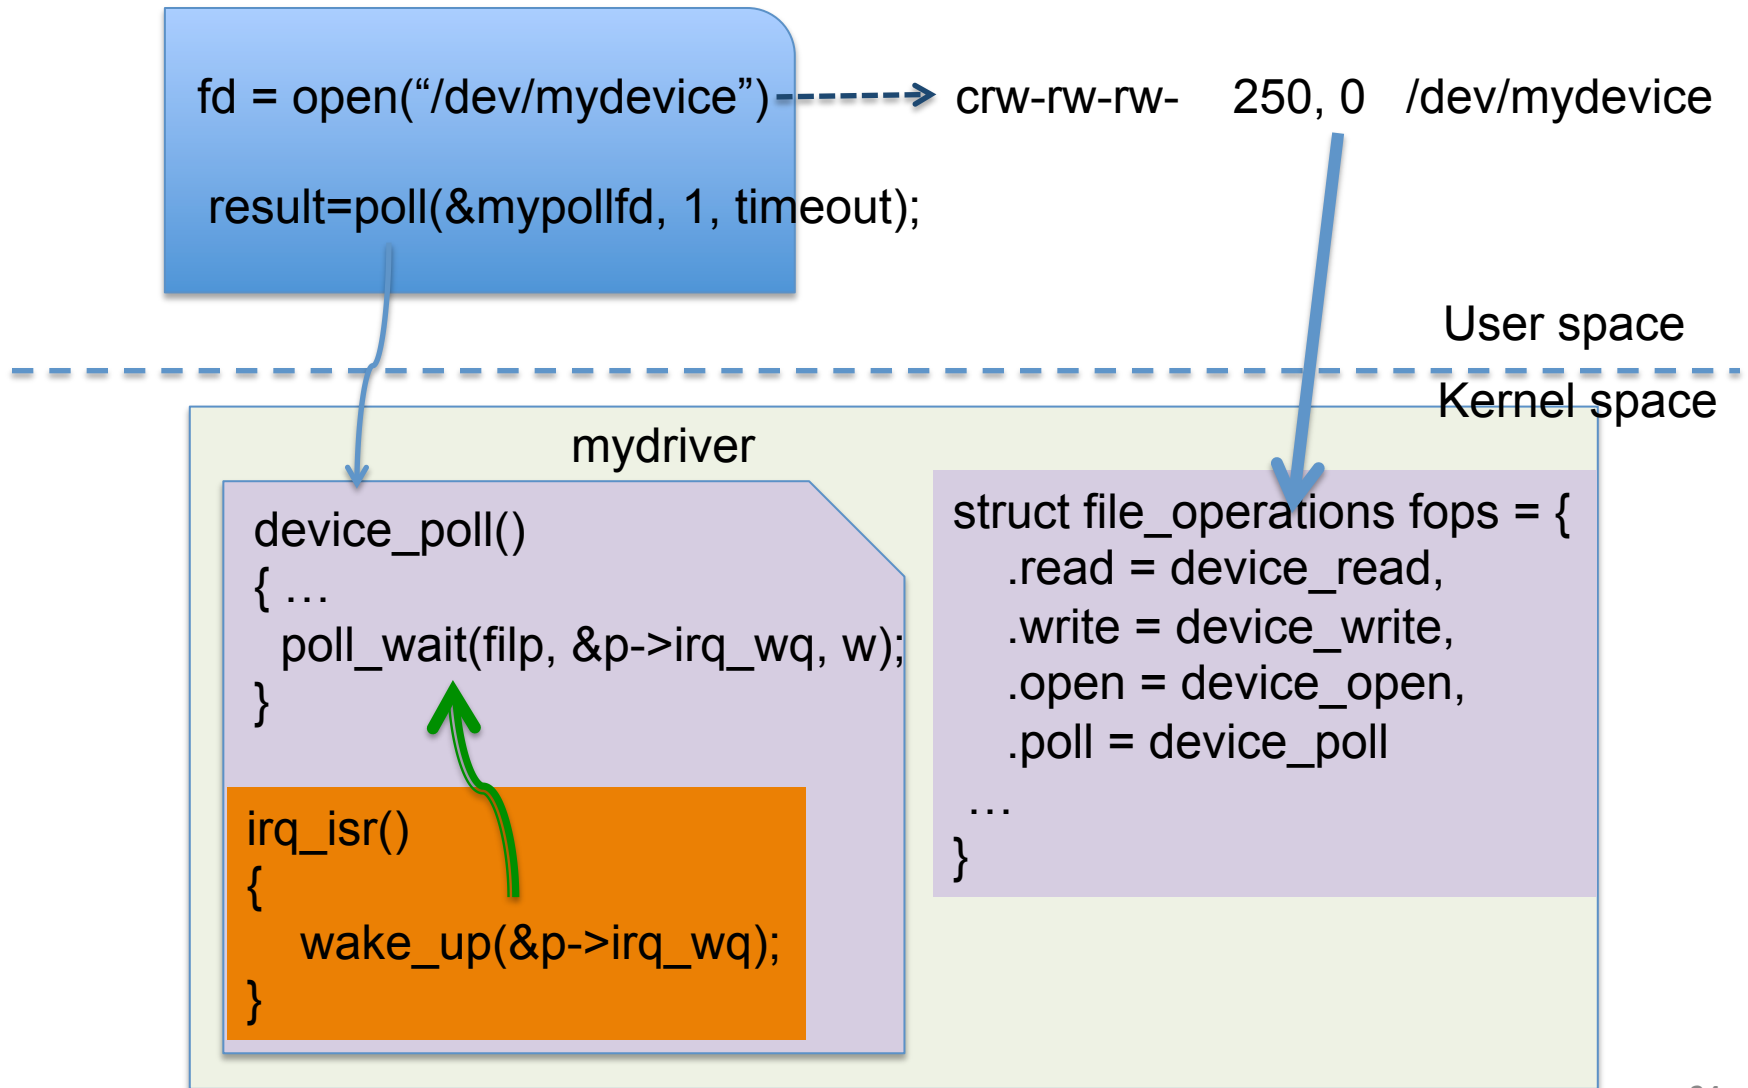 fd = open(“/dev/mydevice”)
crw-rw-rw- 250, 0 /dev/mydevice
result=poll(&mypollfd, 1, timeout);
User space
Kernel space
mydriver
device_poll()
{ …
poll_wait(filp, &p->irq_wq, w);
}
irq_isr()
{
wake_up(&p->irq_wq);
}
struct file_operations fops = {
.read = device_read,
.write = device_write,
.open = device_open,
.poll = device_poll
…
}